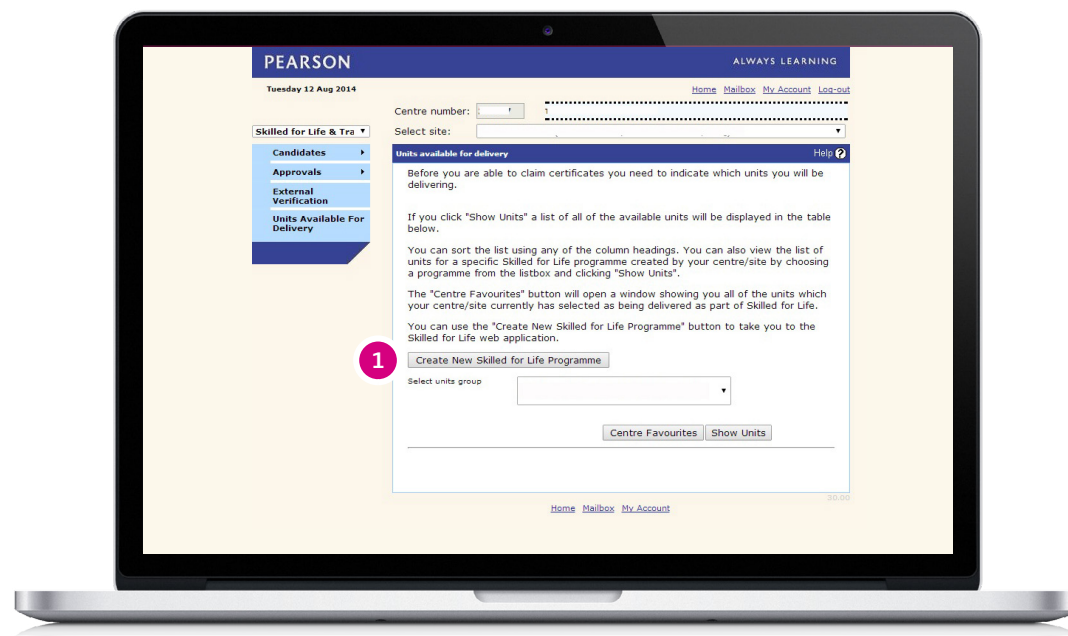 PEARSON
ALWAYS LEARNING
Tuesday 12 Aug 2014
Home Mailbox My Account Log-out
Centre number:
Skilled for Life & Tra
Select site:
Candidates
Approvals
External
Verification
Units Available For
Delivery
Units available for delivery
Help ?
Before you are able to claim certificates you need to indicate which units you will be
delivering.
If you click "Show Units" a list of all of the available units will be displayed in the table
below.
You can sort the list using any of the column headings. You can also view the list of
units for a specific Skilled for Life programme created by your centre/site by choosing
a programme from the listbox and clicking "Show Units".
The "Centre Favourites" button will open a window showing you all of the units which
your centre/site currently has selected as being delivered as part of Skilled for Life.
You can use the "Create New Skilled for Life Programme" button to take you to the
Skilled for Life web application.
1
Create New Skilled for Life Programme
Select units group
Centre Favourites Show Units
30.00
Home Mailbox My Account